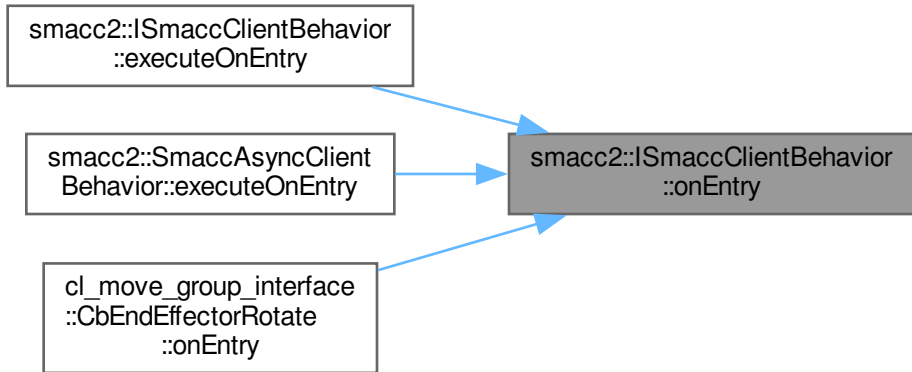 smacc2::ISmaccClientBehavior
::executeOnEntry
smacc2::SmaccAsyncClient
Behavior::executeOnEntry
smacc2::ISmaccClientBehavior
::onEntry
cl_move_group_interface
::CbEndEffectorRotate
::onEntry